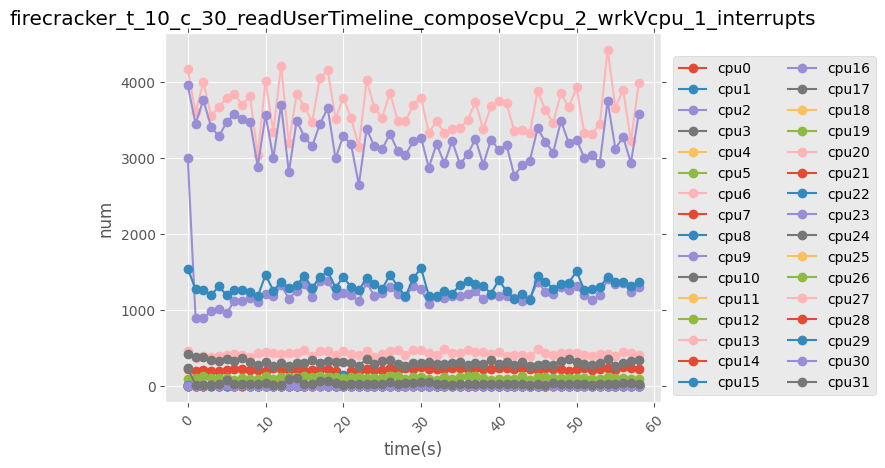 firecracker_t_10_c_30_readUserTimeline_composeVcpu_2_wrkVcpu_1_interrupts
4000
3000
2000
1000
0
num
0 10 20 30 40 50 60
time(s)
cpu0 cpu16
cpu1 cpu17
cpu2 cpu18
cpu3 cpu19
cpu4 cpu20
cpu5 cpu21
cpu6 cpu22
cpu7 cpu23
cpu8 cpu24
cpu9 cpu25
cpu10 cpu26
cpu11 cpu27
cpu12 cpu28
cpu13 cpu29
cpu14 cpu30
cpu15 cpu31